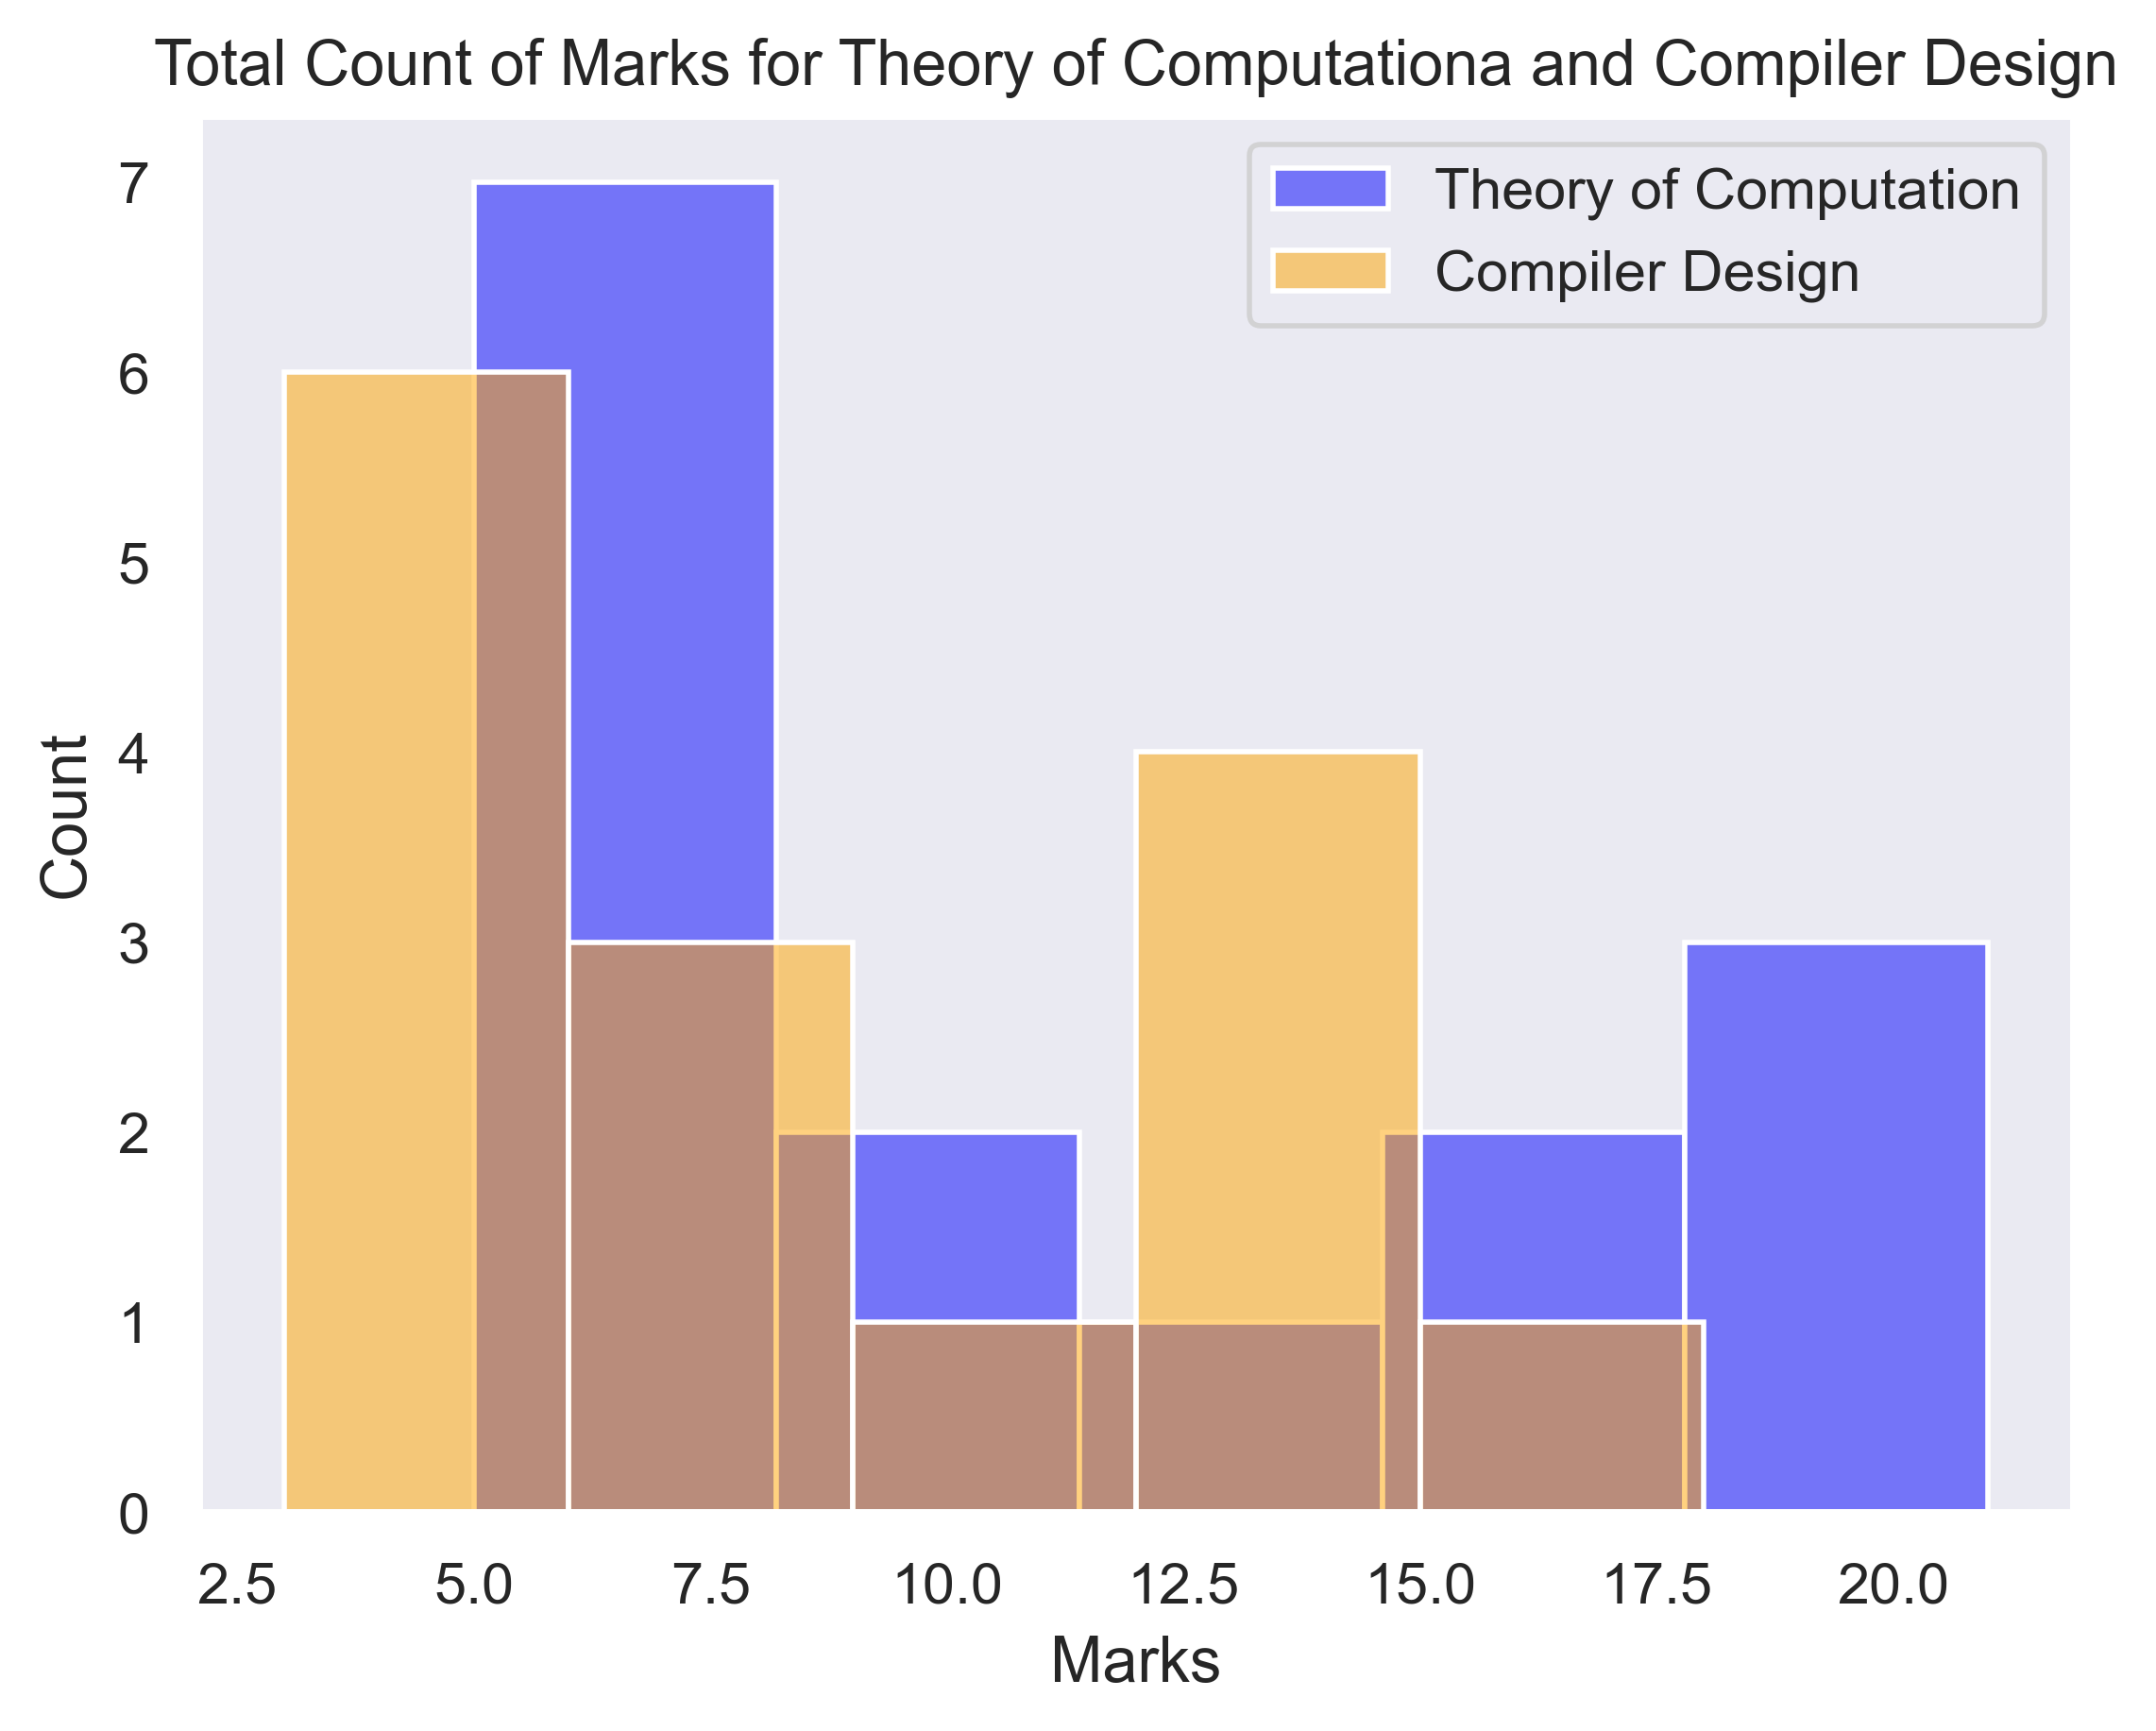 Total Count of Marks for Theory of Computationa and Compiler Design
Theory of Computation
Compiler Design
7
6
5
4
3
2
1
0
Count
2.5 5.0 7.5 10.0 12.5 15.0 17.5 20.0
Marks